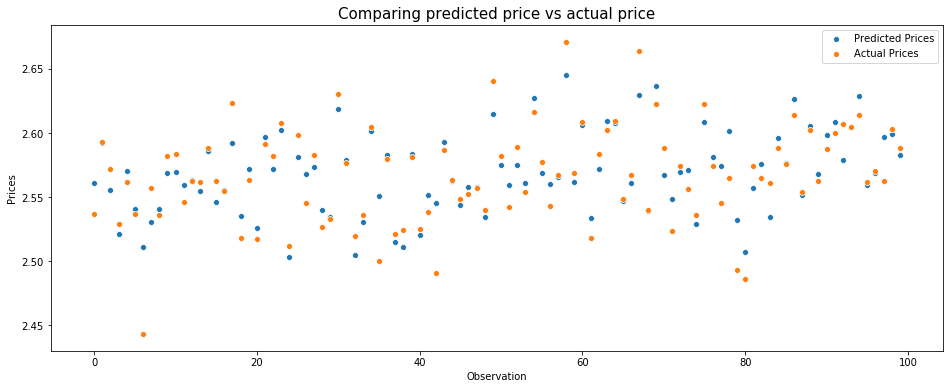 Comparing predicted price vs actual price
Predicted Prices
Actual Prices
Prices
2.65
2.60
2.55
2.50
2.45
0
20
40
60
80
100
Observation